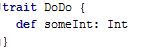 trait DoDo {
  def someInt: Int
}